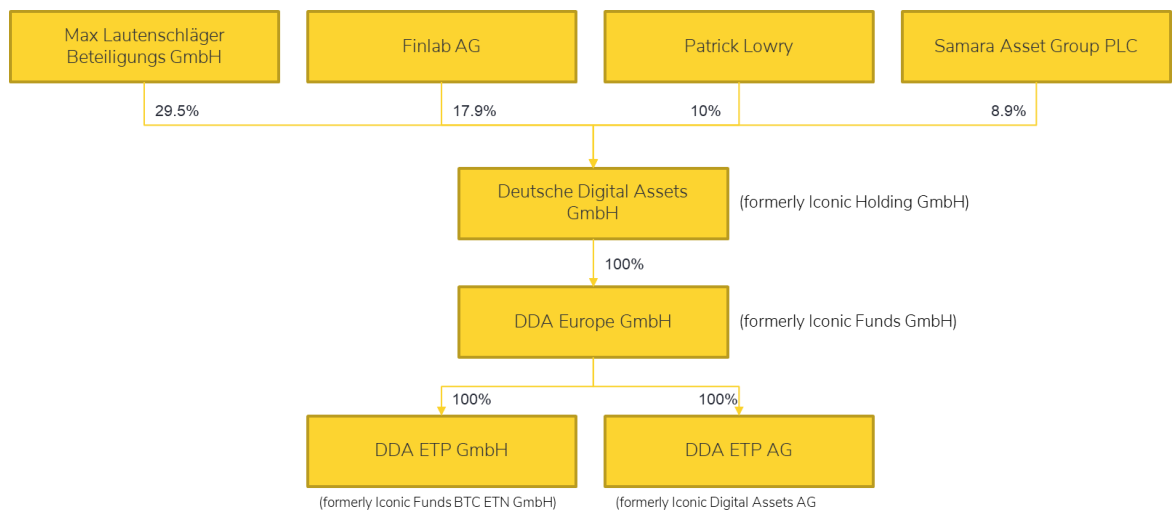 Max Lautenschläger
Beteiligungs GmbH
Finlab AG
Patrick Lowry
Samara Asset Group PLC
29.5%
17.9%
10%
8.9%
Deutsche Digital Assets
GmbH
(formerly Iconic Holding GmbH)
100%
DDA Europe GmbH
(formerly Iconic Funds GmbH)
100%
100%
DDA ETP GmbH
DDA ETP AG
(formerly Iconic Funds BTC ETN GmbH)
(formerly Iconic Digital Assets AG